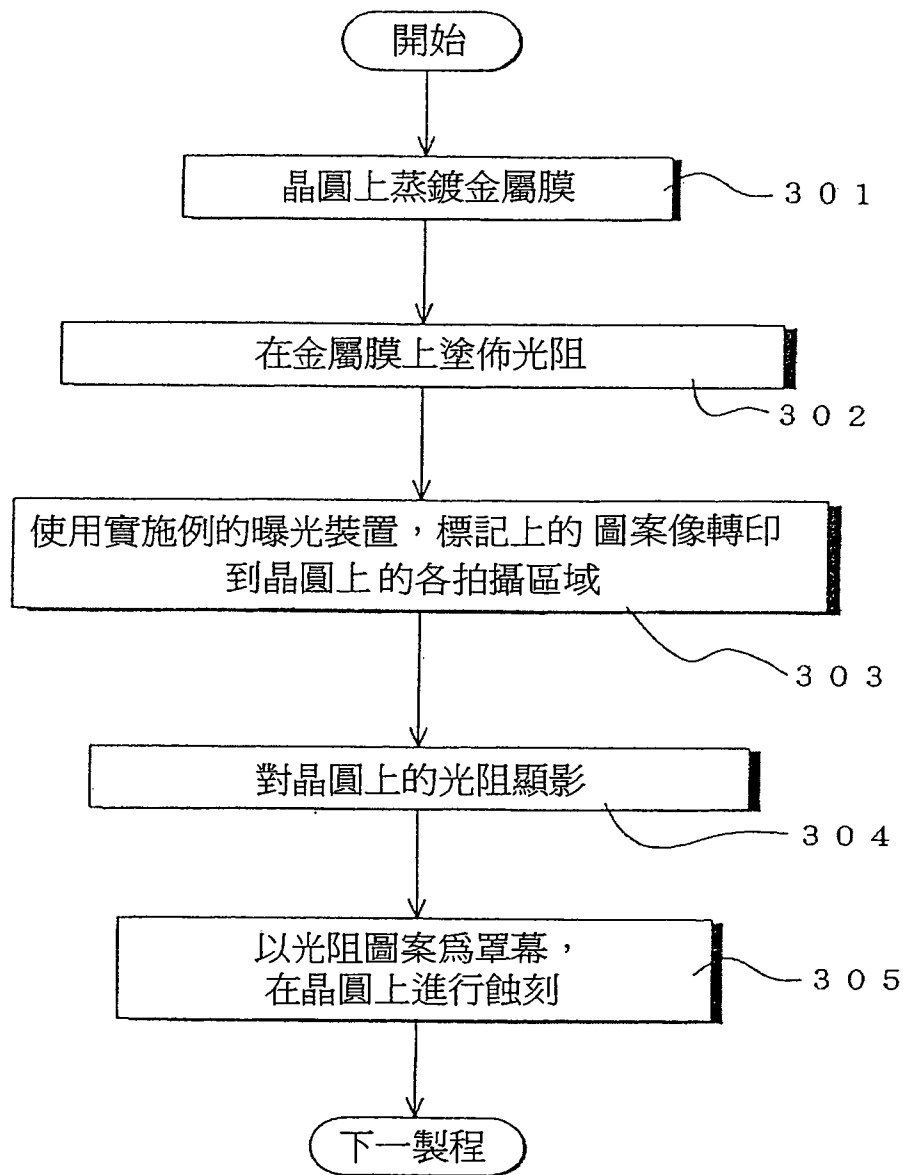 開始
晶圓上蒸鍍金屬膜
301
在金屬膜上塗佈光阻
302
使用實施例的曝光裝置，標記上的 圖案像轉印
到晶圓上 的各拍攝區域
303
對晶圓上的光阻顯影
304
以光阻圖案爲罩幕，
在晶圓上進行蝕刻
305
下一製程